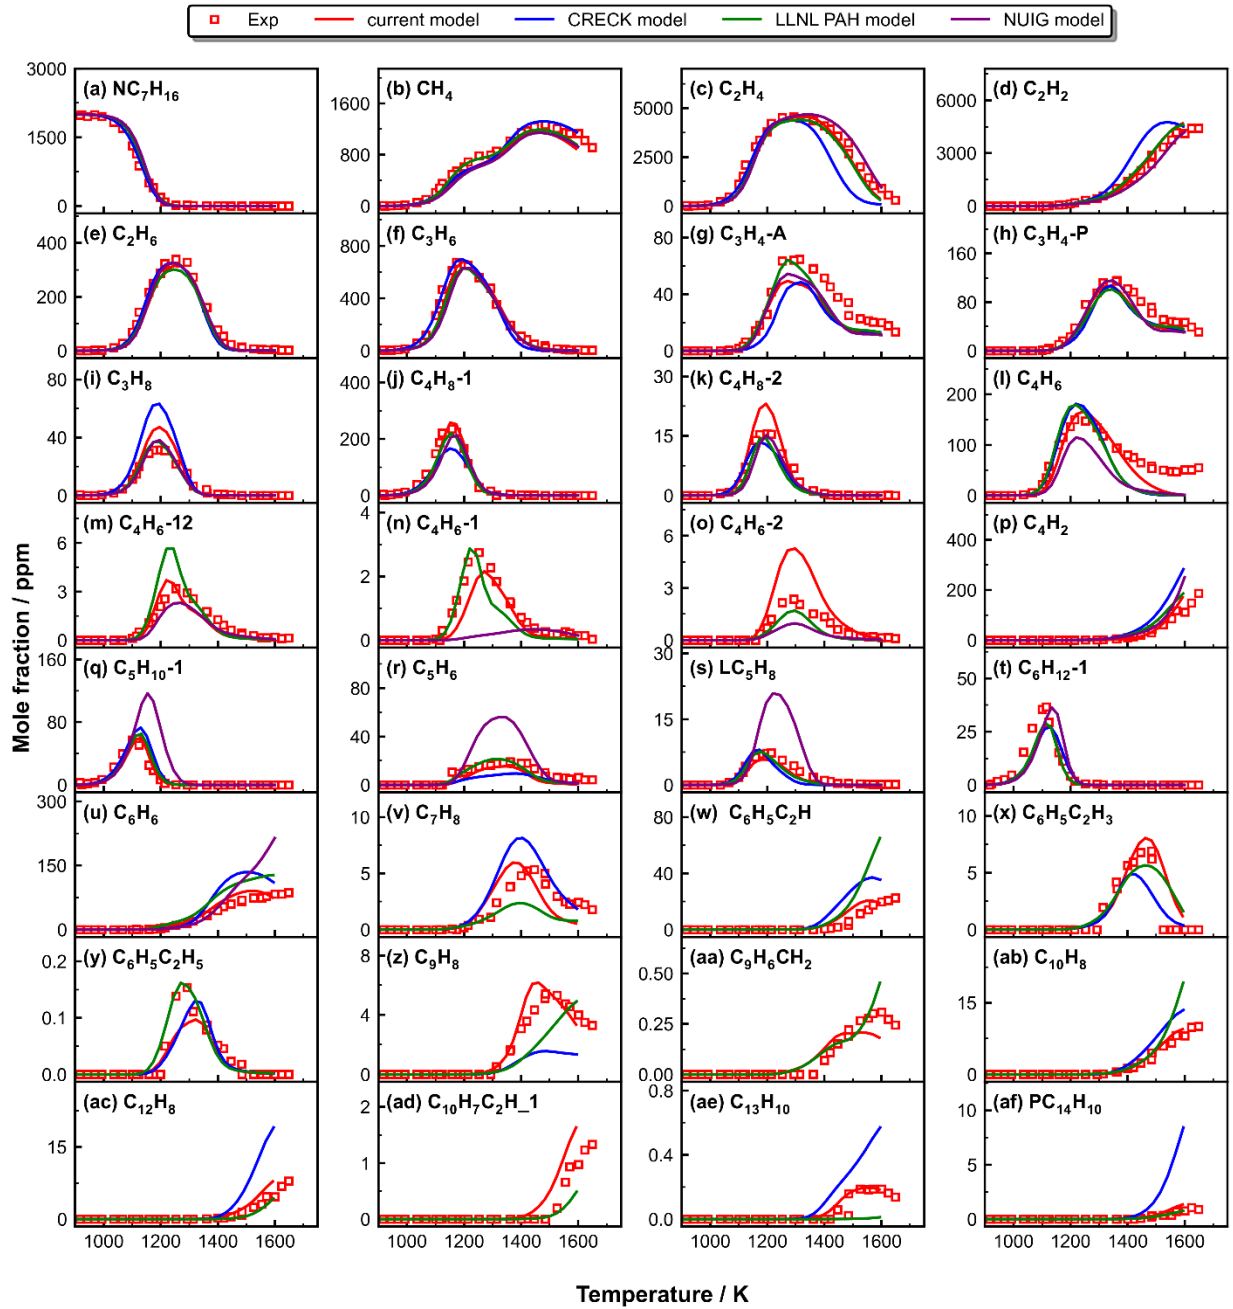 Exp current model CRECK model LLNL PAH model NUIG model
(a) NC₇H₁₆ (b) CH₄ (c) C₂H₄ (d) C₂H₂
3000 1500 0
1600 800 0
5000 2500 0
6000 3000 0
(e) C₂H₆ (f) C₃H₆ (g) C₃H₄-A (h) C₃H₄-P
400 200 0
800 400 0
80 40 0
160 80 0
(i) C₃H₈ (j) C₄H₈-1 (k) C₄H₈-2 (l) C₄H₆
80 40 0
400 200 0
30 15 0
200 100 0
(m) C₄H₆-12 (n) C₄H₆-1 (o) C₄H₆-2 (p) C₄H₂
6 3 0
4 2 0
6 3 0
400 200 0
(q) C₅H₁₀-1 (r) C₅H₆ (s) LC₅H₈ (t) C₆H₁₂-1
160 80 0
80 40 0
30 15 0
50 25 0
(u) C₆H₆ (v) C₇H₈ (w) C₆H₅C₂H (x) C₆H₅C₂H₃
300 150 0
10 5 0
80 40 0
10 5 0
(y) C₆H₅C₂H₅ (z) C₉H₈ (aa) C₉H₆CH₂ (ab) C₁₀H₈
0.2 0.1 0.0
8 4 0
0.50 0.25 0.00
15 0
(ac) C₁₂H₈ (ad) C₁₀H₇C₂H_1 (ae) C₁₃H₁₀ (af) PC₁₄H₁₀
15 0
2 1 0
0.8 0.4 0.0
10 5 0
1000 1200 1400 1600 1000 1200 1400 1600 1000 1200 1400 1600 1000 1200 1400 1600
Mole fraction / ppm
Temperature / K